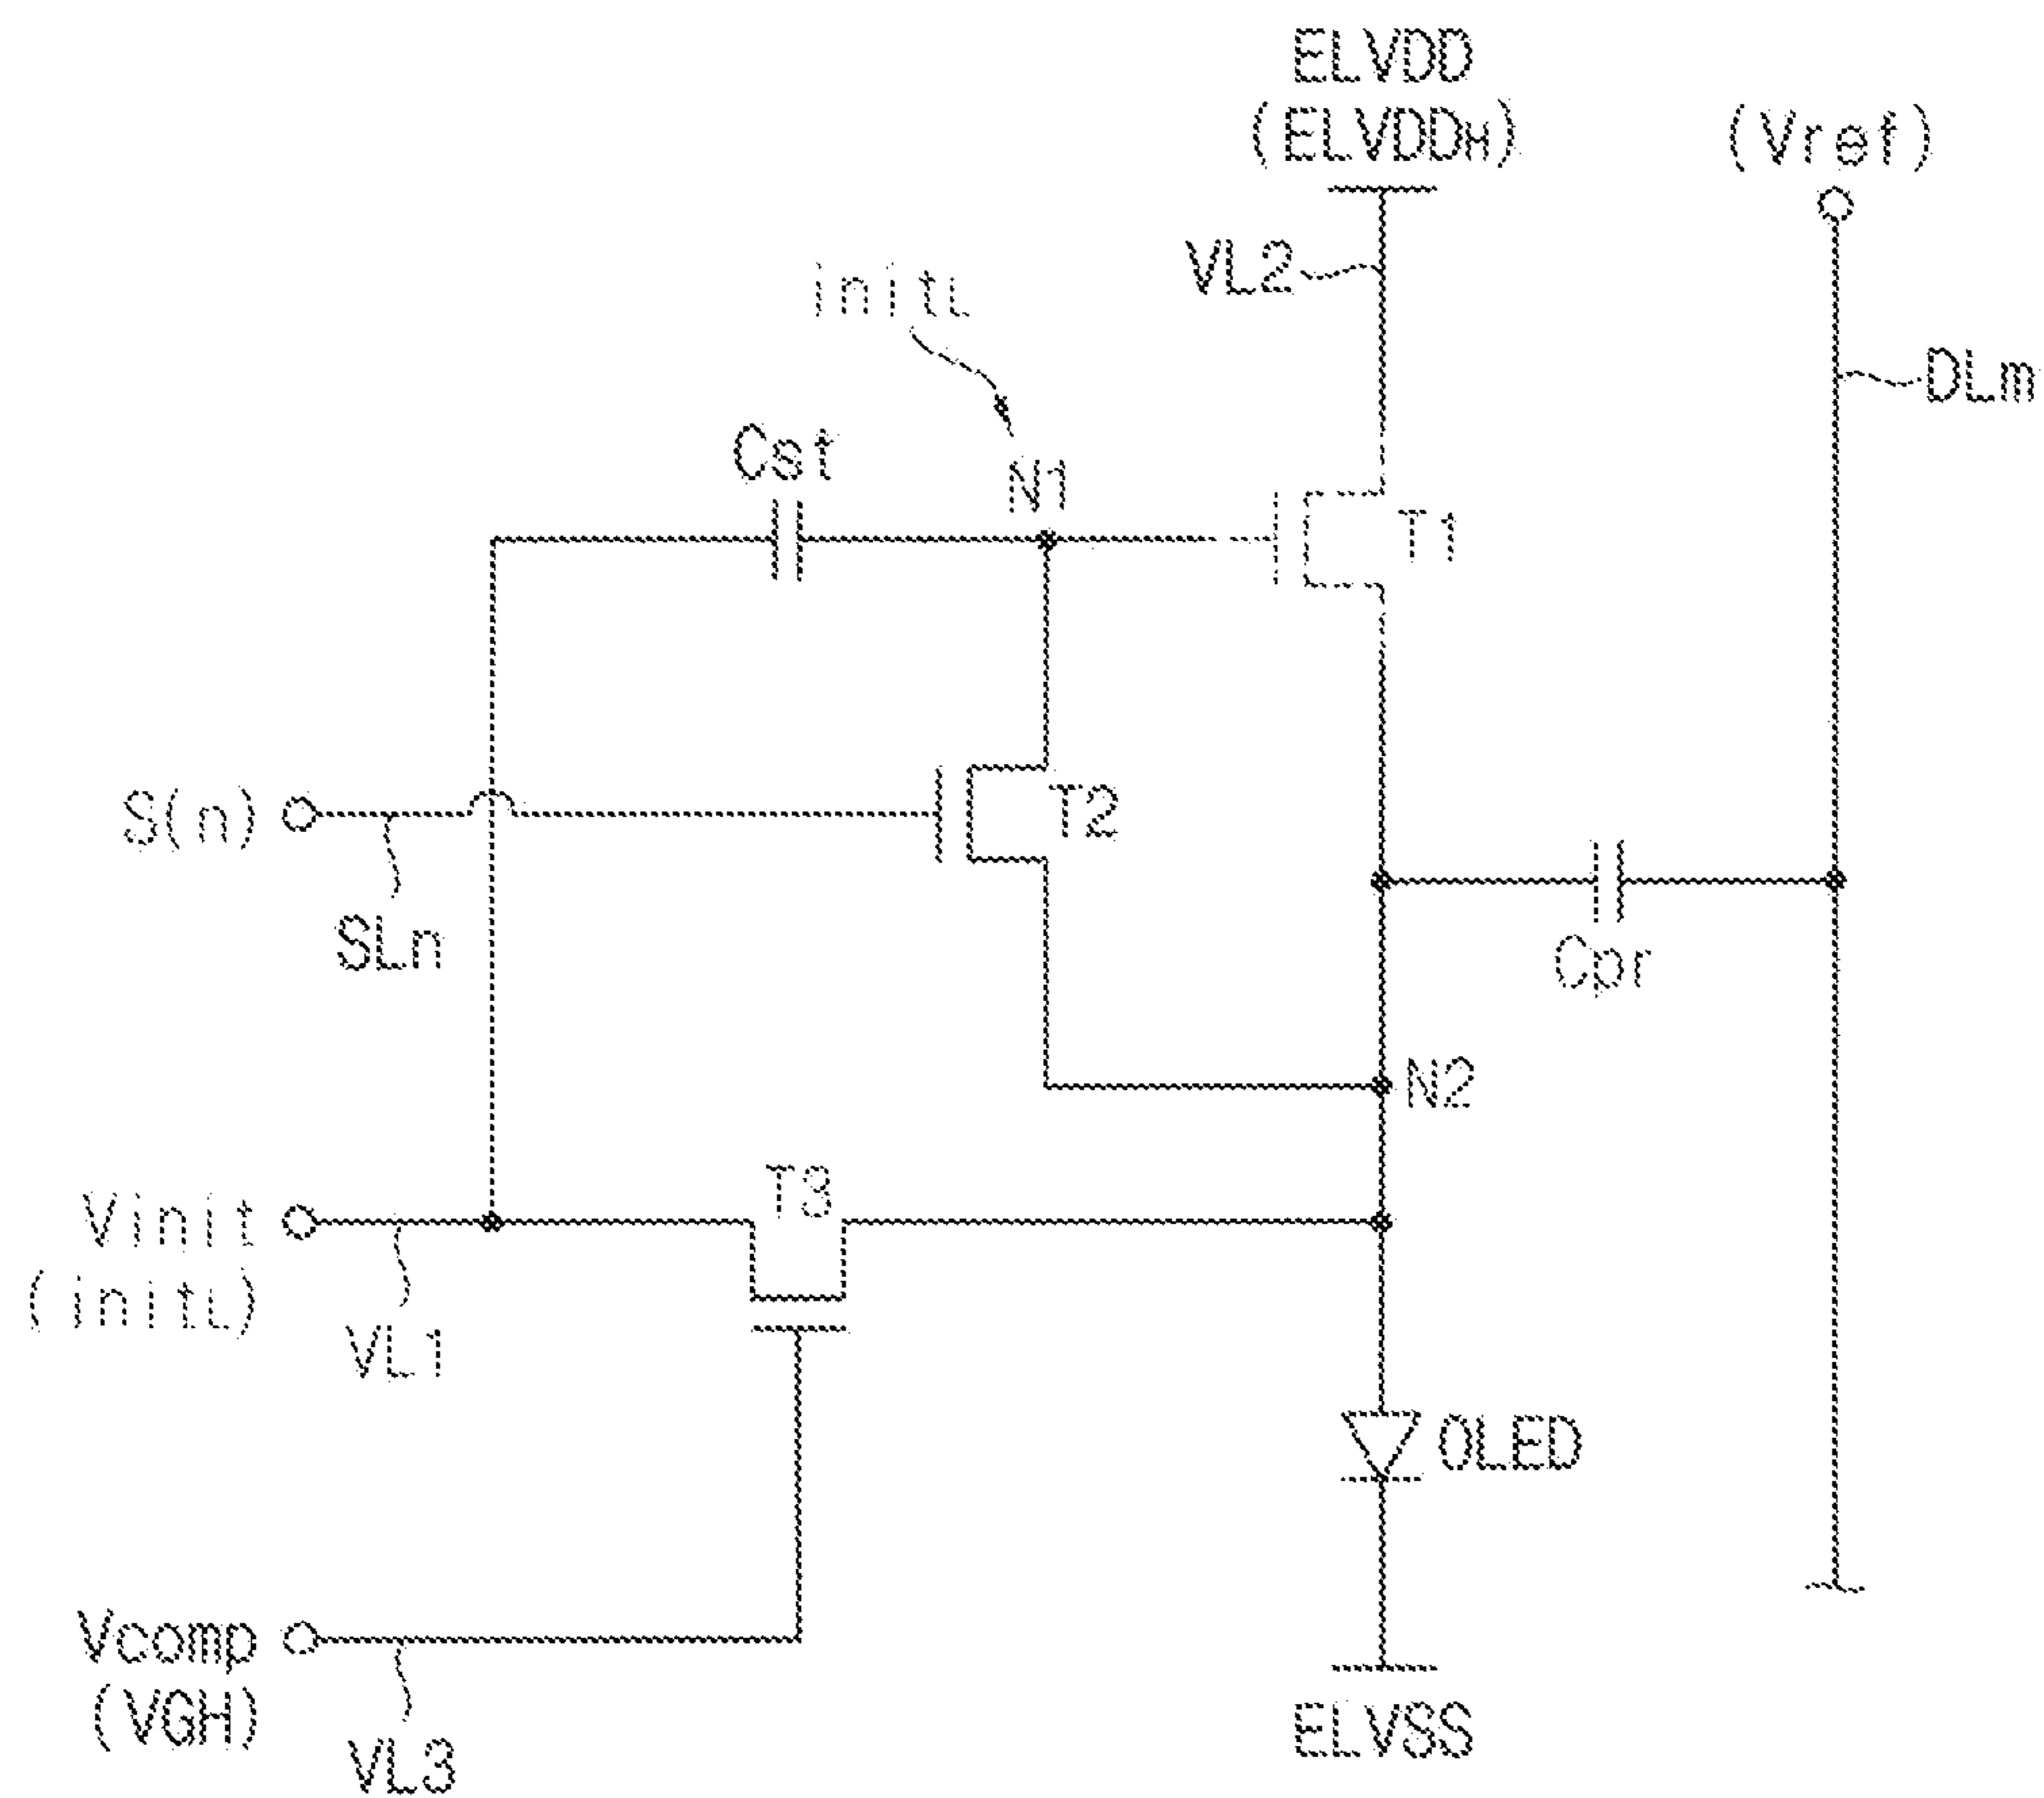 ELVDD
(ELVDDH)
(Vref)
VL2
initL
DLm
Cst
N1
T1
S(n)
T2
SLn
Cpr
N2
T3
Vinit
(initL)
VL1
OLED
Vcomp
(VGH)
VL3
ELVSS